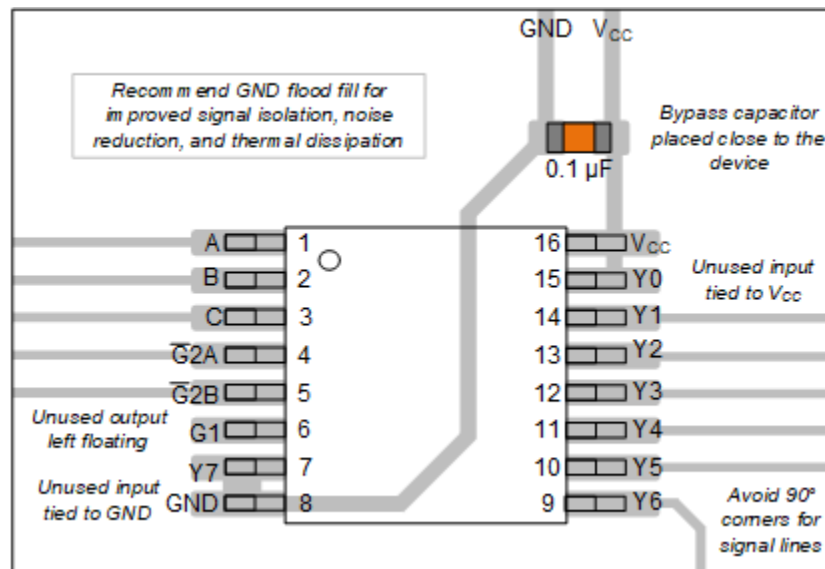 GND VCC
Recommend GND flood fill for
improved signal isolation, noise
reduction, and thermal dissipation
Bypass capacitor
placed close to the
device
0.1 µF
A 1 16 VCC
B 2 15 Y0
Unused input
tied to VCC
C 3 14 Y1
G̅2A 4 13 Y2
G̅2B 5 12 Y3
Unused output
left floating
G1 6 11 Y4
Y7 7 10 Y5
Unused input
tied to GND
GND 8 9 Y6
Avoid 90°
corners for
signal lines